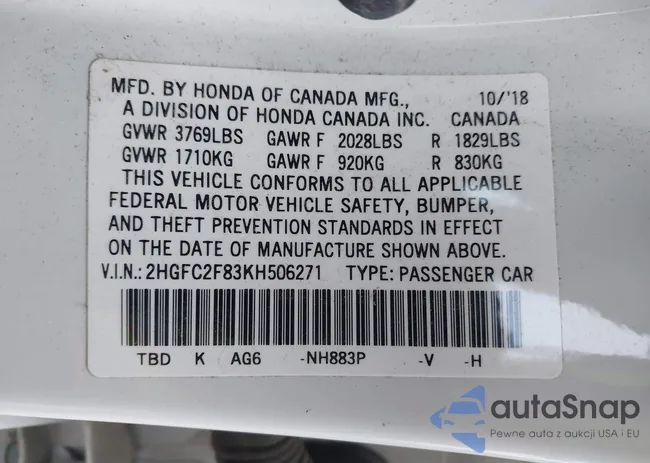 MFD. BY HONDA OF CANADA MFG., 10/'18
A DIVISION OF HONDA CANADA INC. CANADA
GVWR 3769LBS GAWR F 2028LBS R 1829LBS
GVWR 1710KG GAWR F 920KG R 830KG
THIS VEHICLE CONFORMS TO ALL APPLICABLE
FEDERAL MOTOR VEHICLE SAFETY, BUMPER,
AND THEFT PREVENTION STANDARDS IN EFFECT
ON THE DATE OF MANUFACTURE SHOWN ABOVE.
V.I.N.: 2HGFC2F83KH506271 TYPE: PASSENGER CAR
TBD K AG6 -NH883P -V -H
autaSnap
Pewne auta z aukcji USA i EU